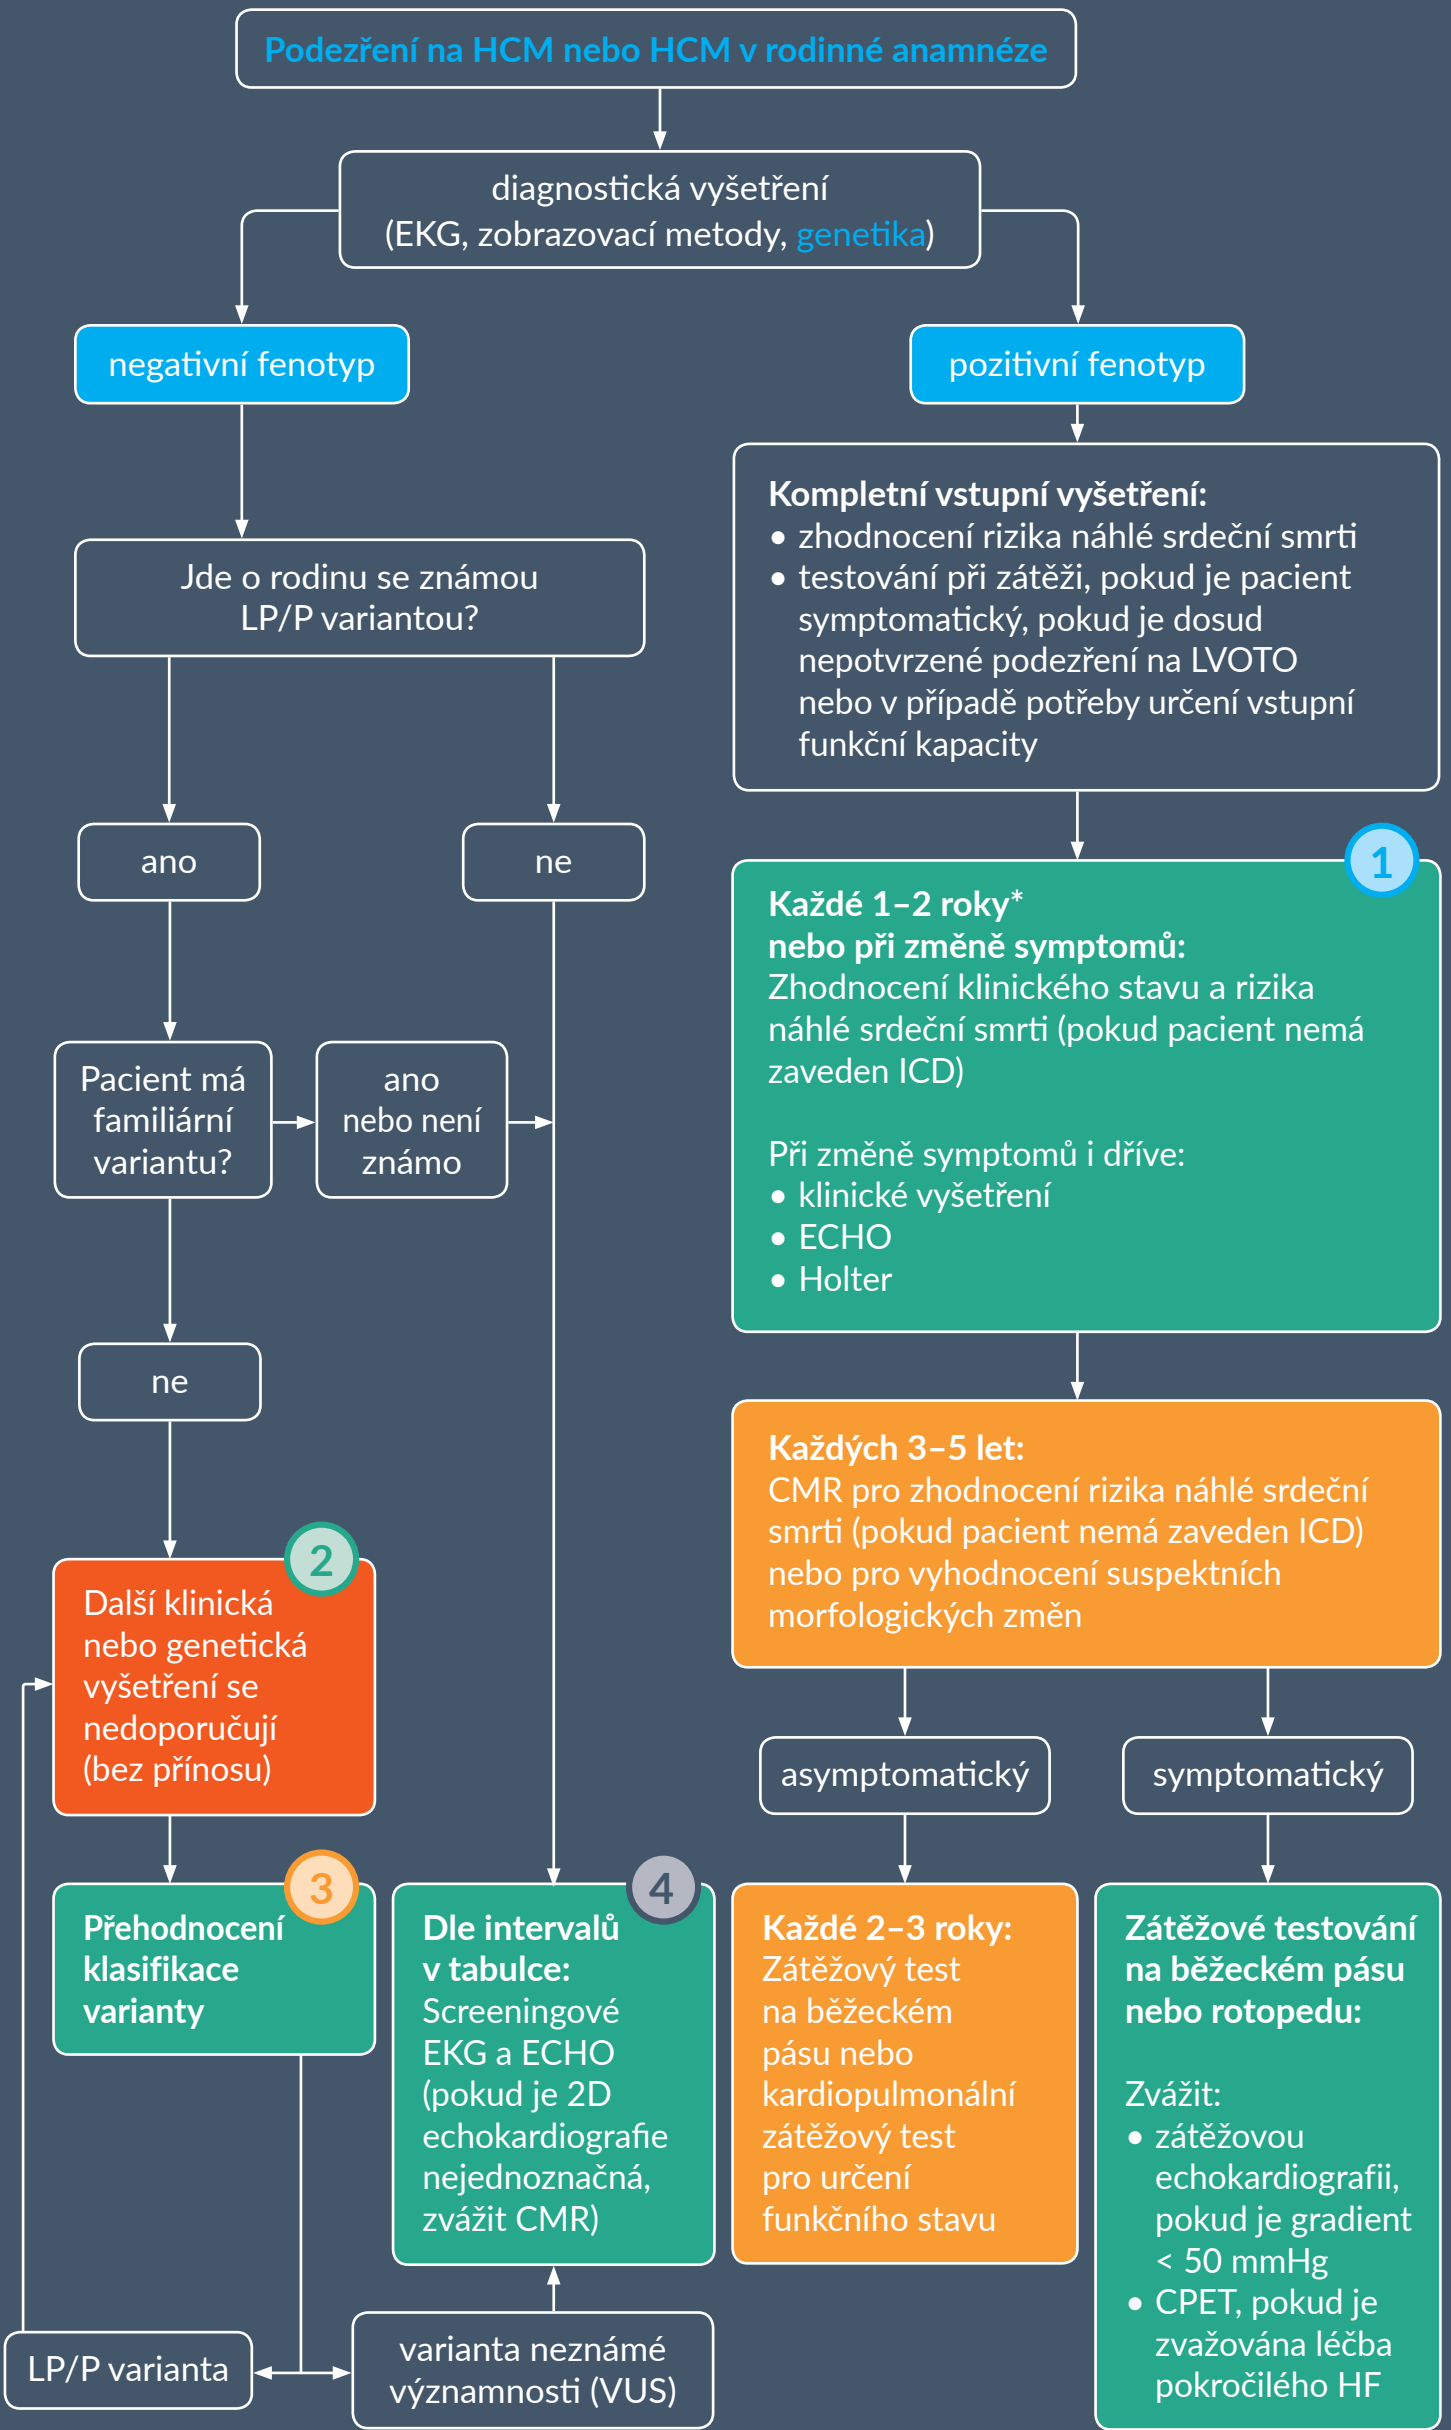 Podezření na HCM nebo HCM v rodinné anamnéze
diagnostická vyšetření
(EKG, zobrazovací metody, genetika)
negativní fenotyp
pozitivní fenotyp
Jde o rodinu se známou
LP/P variantou?
Kompletní vstupní vyšetření:
• zhodnocení rizika náhlé srdeční smrti
• testování při zátěži, pokud je pacient
symptomatický, pokud je dosud
nepotvrzené podezření na LVOTO
nebo v případě potřeby určení vstupní
funkční kapacity
ano
ne
1
Každé 1–2 roky*
nebo při změně symptomů:
Zhodnocení klinického stavu a rizika
náhlé srdeční smrti (pokud pacient nemá
zaveden ICD)
Při změně symptomů i dříve:
• klinické vyšetření
• ECHO
• Holter
Pacient má
familiární
variantu?
ano
nebo není
známo
ne
Každých 3–5 let:
CMR pro zhodnocení rizika náhlé srdeční
smrti (pokud pacient nemá zaveden ICD)
nebo pro vyhodnocení suspektních
morfologických změn
2
Další klinická
nebo genetická
vyšetření se
nedoporučují
(bez přínosu)
asymptomatický
symptomatický
3
Přehodnocení
klasifikace
varianty
4
Dle intervalů
v tabulce:
Screeningové
EKG a ECHO
(pokud je 2D
echokardiografie
nejednoznačná,
zvážit CMR)
Každé 2–3 roky:
Zátěžový test
na běžeckém
pásu nebo
kardiopulmonální
zátěžový test
pro určení
funkčního stavu
Zátěžové testování
na běžeckém pásu
nebo rotopedu:
Zvážit:
• zátěžovou
echokardiografii,
pokud je gradient
< 50 mmHg
• CPET, pokud je
zvažována léčba
pokročilého HF
LP/P varianta
varianta neznámé
významnosti (VUS)